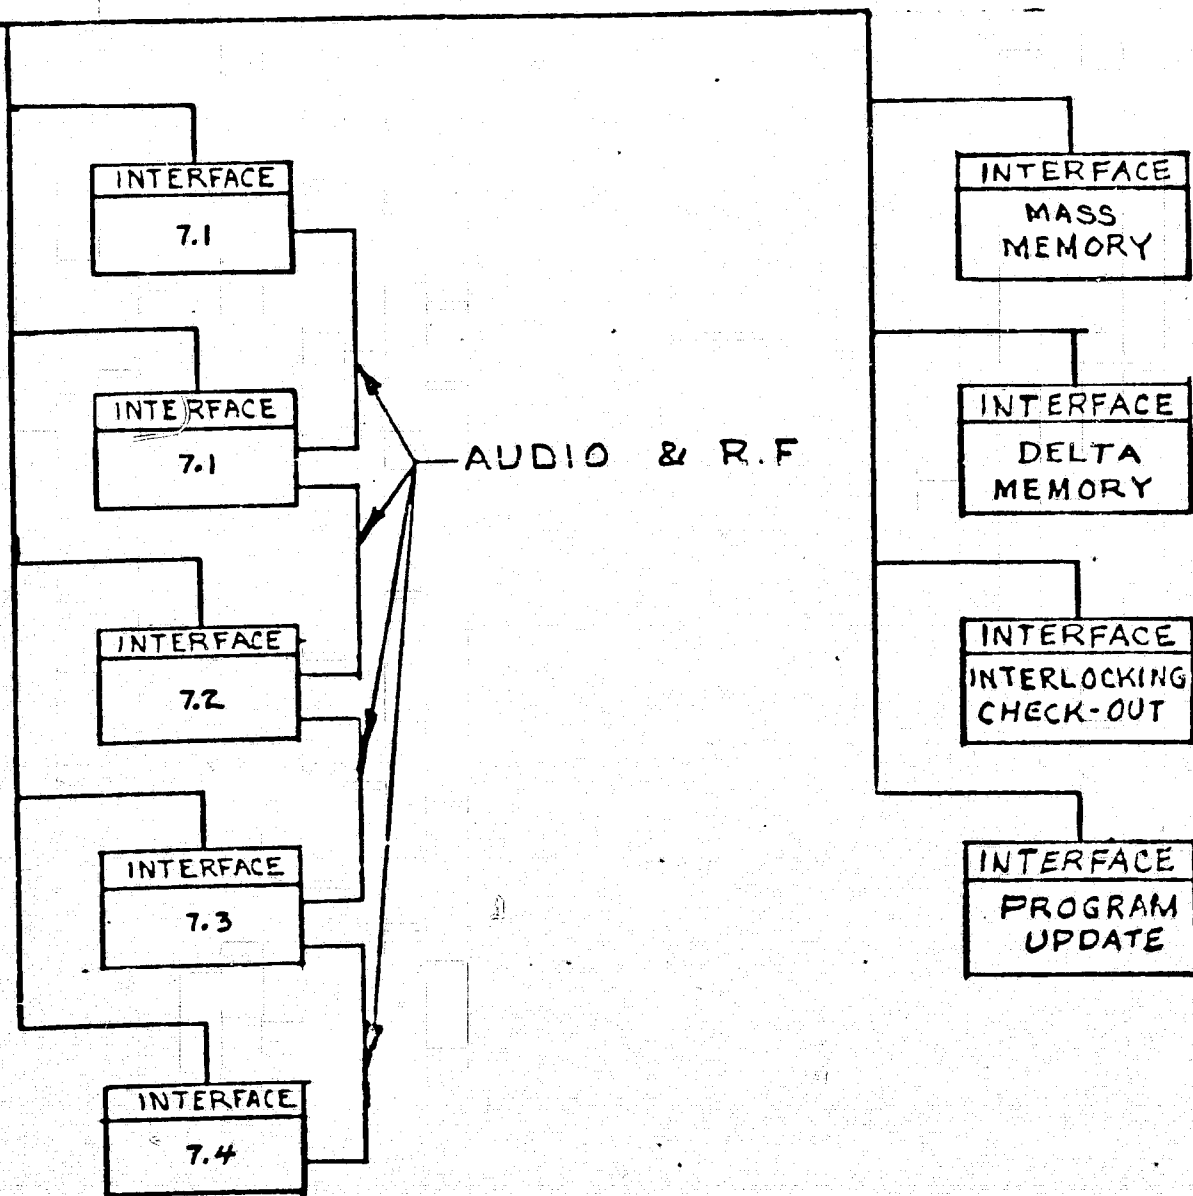 INTERFACE
7.1
INTERFACE
7.1
AUDIO & R.F
INTERFACE
7.2
INTERFACE
7.3
INTERFACE
7.4
INTERFACE
MASS
MEMORY
INTERFACE
DELTA
MEMORY
INTERFACE
INTERLOCKING
CHECK-OUT
INTERFACE
PROGRAM
UPDATE